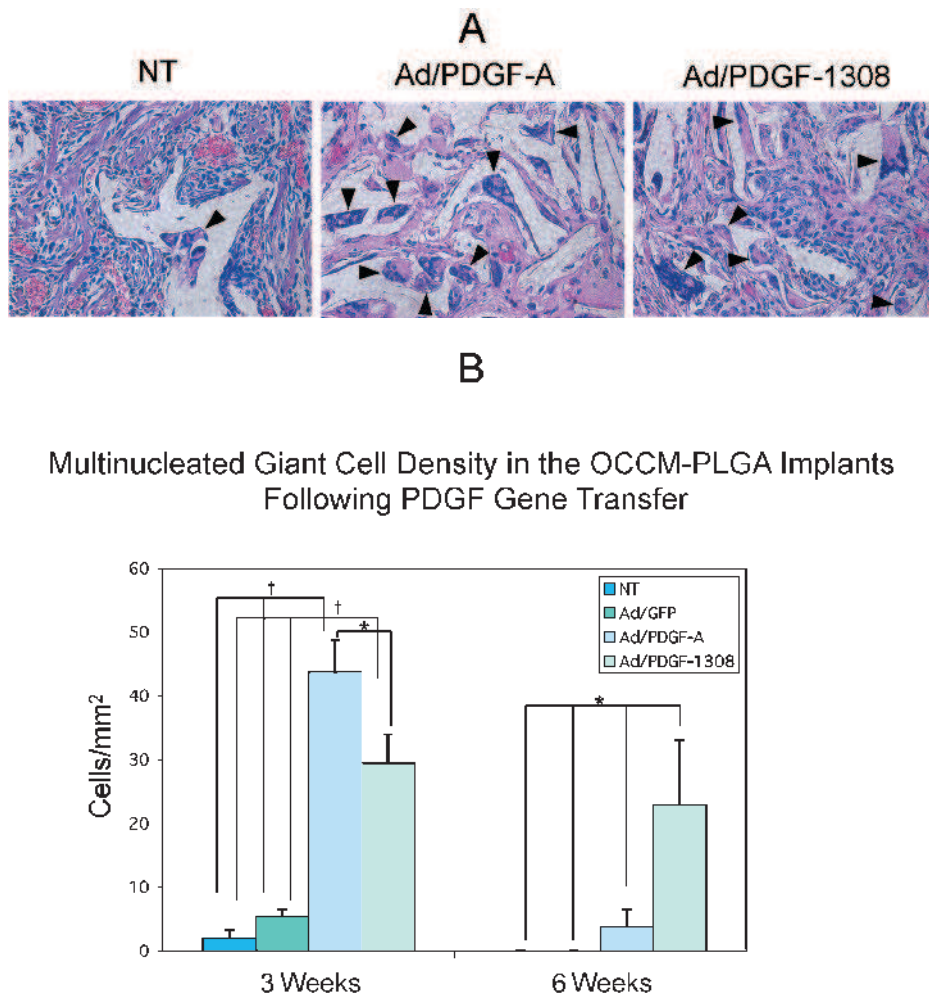 A
NT
Ad/PDGF-A
Ad/PDGF-1308
B
Multinucleated Giant Cell Density in the OCCM-PLGA Implants
Following PDGF Gene Transfer
Cells/mm²
60
50
40
30
20
10
0
†
†
*
*
NT
Ad/GFP
Ad/PDGF-A
Ad/PDGF-1308
3 Weeks
6 Weeks